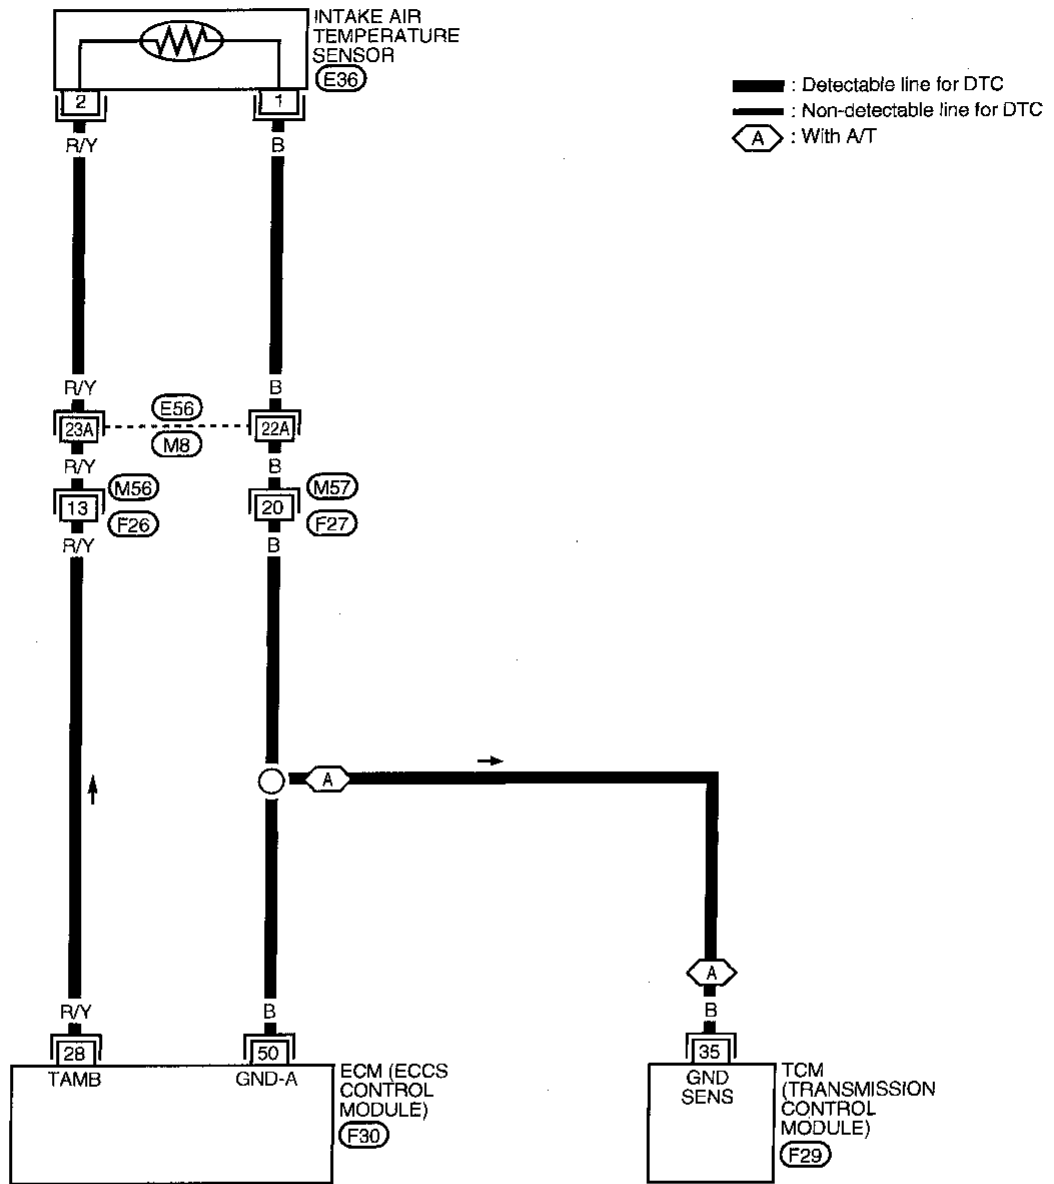 INTAKE AIR
TEMPERATURE
SENSOR
E36
2
1
R/Y
B
: Detectable line for DTC
: Non-detectable line for DTC
A : With A/T
R/Y
B
23A
E56
M8
22A
R/Y
B
13
M56
F26
20
M57
F27
R/Y
B
A
A
R/Y
B
B
28
50
35
TAMB
GND-A
ECM (ECCS
CONTROL
MODULE)
F30
GND
SENS
TCM
(TRANSMISSION
CONTROL
MODULE)
F29